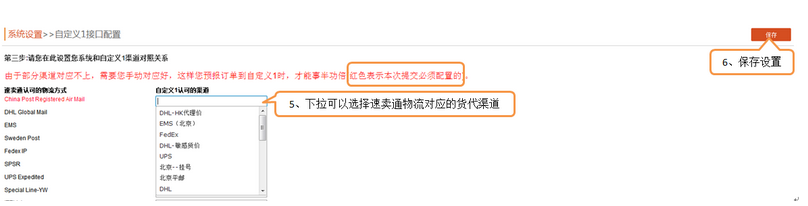 系统设置>>自定义1接口配置
保存
6、保存设置
第三步:请您在此设置您系统和自定义1渠道对照关系
由于部分渠道对应不上，需要您手动对应好，这样您预报订单到自定义1时，才能事半功倍 红色表示本次提交必须配置的。
速卖通认可的物流方式 自定义1认可的渠道
China Post Registered Air Mail
5、下拉可以选择速卖通物流对应的货代渠道
DHL Global Mail DHL-HK代理价
EMS EMS（北京）
Sweden Post FedEx
Fedex IP DHL-敏感货价
SPSR UPS
UPS Expedited 北京--挂号
Special Line-YW 北京平邮
DHL